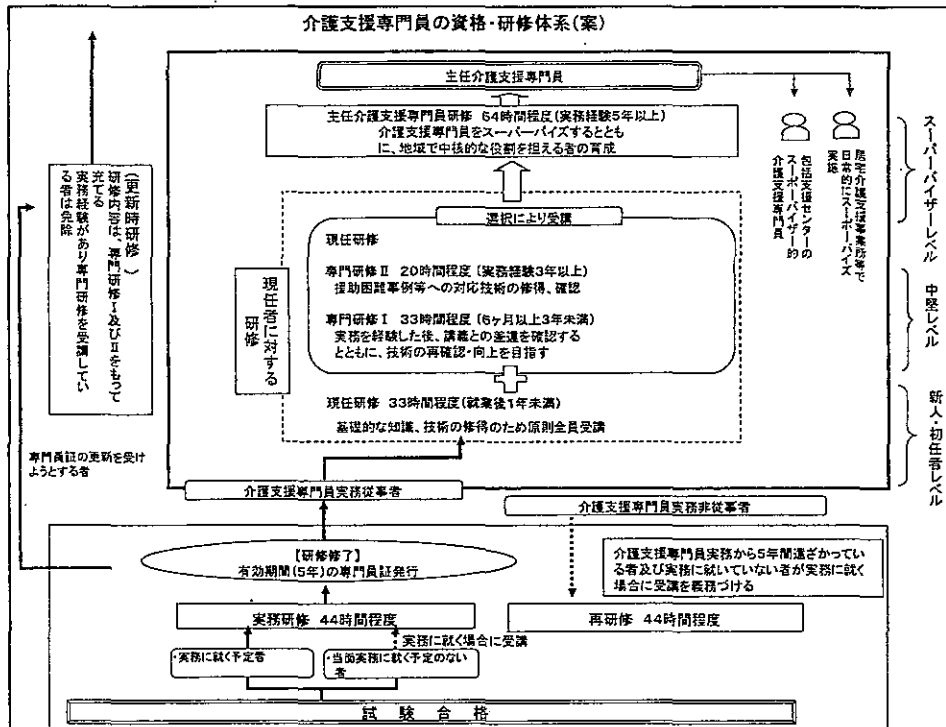 介護支援専門員の資格・研修体系(案)
主任介護支援専門員
主任介護支援専門員研修 64時間程度(実務経験5年以上)
介護支援専門員をスーパーバイズするととも
に、地域で中核的な役割を担える者の育成
包括支援センターの
スーパーバイザー的
介護支援専門員
居宅介護支援事業所等で
日常的にスーパーバイズ
実施
スーパーバイザーレベル
中堅レベル
新人・初任者レベル
(更新時研修)
研修内容は、専門研修Ⅰ及びⅡをもって
充てる
実務経験があり専門研修を受講してい
る者は免除
選択により受講
現任研修
専門研修Ⅱ 20時間程度(実務経験3年以上)
援助困難事例等への対応技術の修得、確認
専門研修Ⅰ 33時間程度(6ヶ月以上3年未満)
実務を経験した後、講義との差違を確認する
とともに、技術の再確認・向上を目指す
現任者に対する
研修
現任研修 33時間程度(就業後1年未満)
基礎的な知識、技術の修得のため原則全員受講
専門員証の更新を受け
ようとする者
介護支援専門員実務従事者
介護支援専門員実務非従事者
【研修修了】
有効期間(5年)の専門員証発行
介護支援専門員実務から5年間遠ざかってい
る者及び実務に就いていない者が実務に就く
場合に受講を義務づける
実務研修 44時間程度
再研修 44時間程度
実務に就く場合に受講
・実務に就く予定者
・当面実務に就く予定のない
者
試験合格